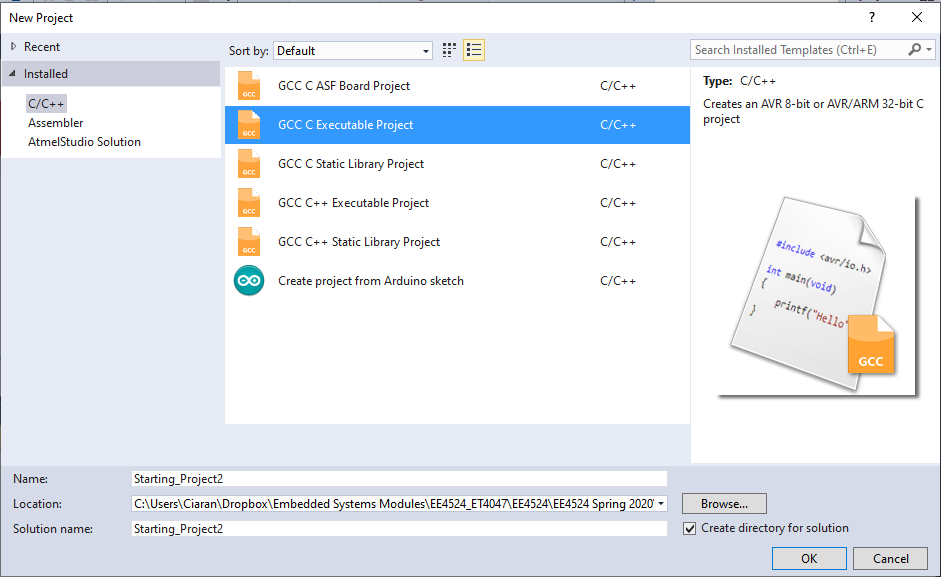 New Project
?
Recent
Installed
C/C++
Assembler
AtmelStudio Solution
Sort by: Default
Search Installed Templates (Ctrl+E)
GCC C ASF Board Project C/C++
GCC C Executable Project C/C++
GCC C Static Library Project C/C++
GCC C++ Executable Project C/C++
GCC C++ Static Library Project C/C++
Create project from Arduino sketch C/C++
GCC
GCC
GCC
GCC
GCC
Type: C/C++
Creates an AVR 8-bit or AVR/ARM 32-bit C
project
#include <avr/io.h>
int main(void)
{
printf("Hello"
}
GCC
Name: Starting_Project2
Location: C:\Users\Ciaran\Dropbox\Embedded Systems Modules\EE4524_ET4047\EE4524\EE4524 Spring 2020\
Browse...
Solution name: Starting_Project2
Create directory for solution
OK
Cancel